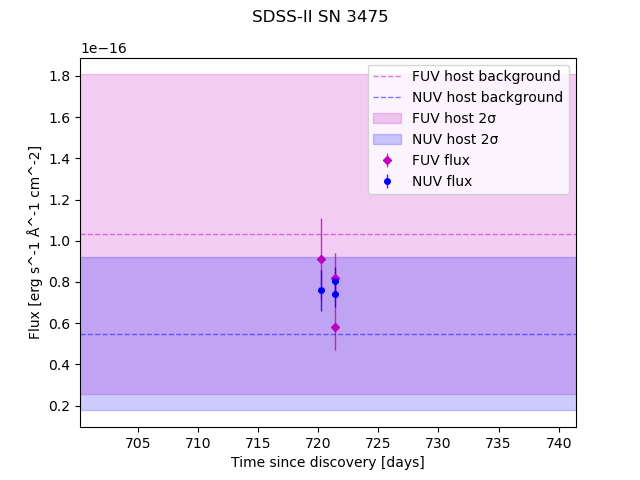 SDSS-II SN 3475
1e−16
FUV host background
NUV host background
FUV host 2σ
NUV host 2σ
FUV flux
NUV flux
1.8
1.6
1.4
1.2
1.0
0.8
0.6
0.4
0.2
Flux [erg s^-1 Å^-1 cm^-2]
705 710 715 720 725 730 735 740
Time since discovery [days]